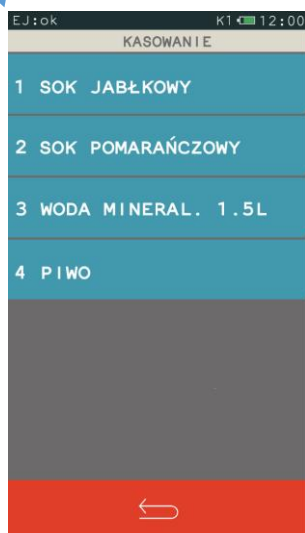 EJ:ok K1 12:00
KASOWANIE
1 SOK JABŁKOWY
2 SOK POMARAŃCZOWY
3 WODA MINERAL. 1.5L
4 PIWO